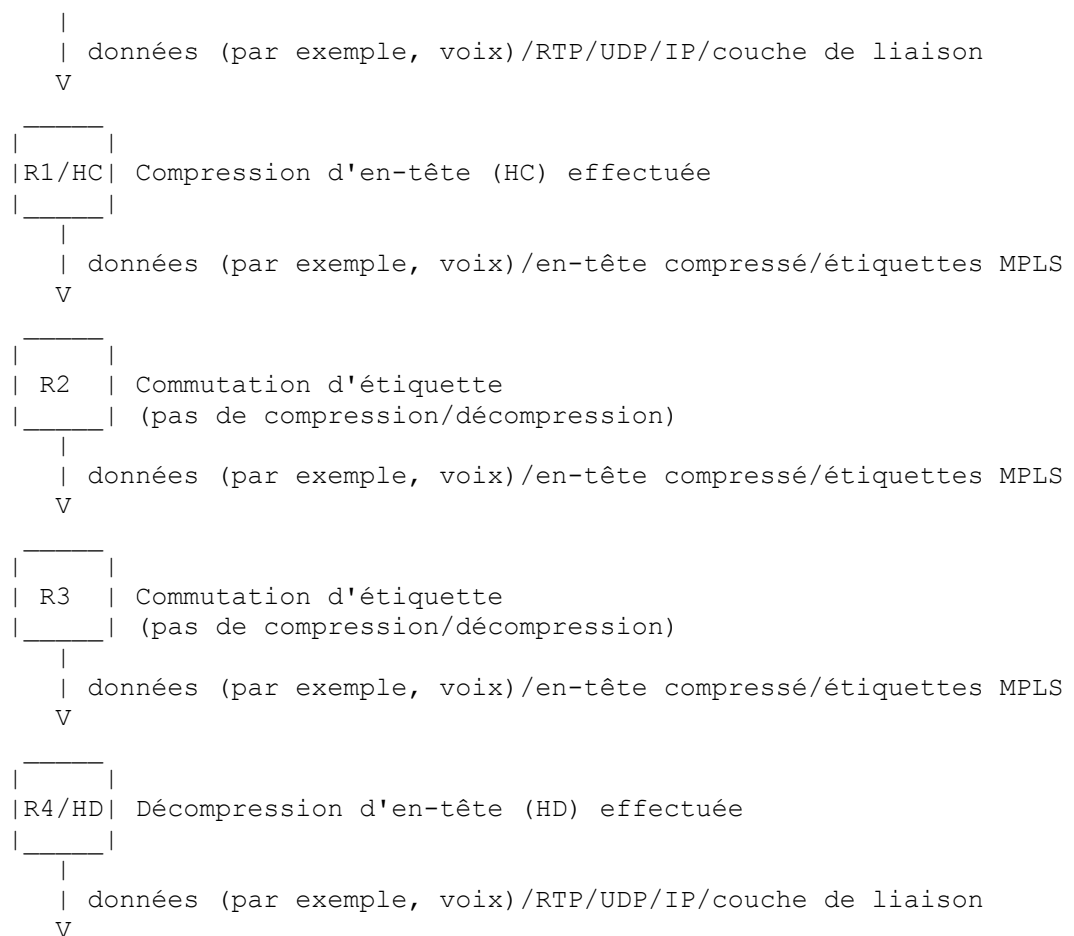 | données (par exemple, voix)/RTP/UDP/IP/couche de liaison
V
|R1/HC| Compression d'en-tête (HC) effectuée
| données (par exemple, voix)/en-tête compressé/étiquettes MPLS
V
| R2 | Commutation d'étiquette
|_____| (pas de compression/décompression)
| données (par exemple, voix)/en-tête compressé/étiquettes MPLS
V
| R3 | Commutation d'étiquette
|_____| (pas de compression/décompression)
| données (par exemple, voix)/en-tête compressé/étiquettes MPLS
V
|R4/HD| Décompression d'en-tête (HD) effectuée
| données (par exemple, voix)/RTP/UDP/IP/couche de liaison
V